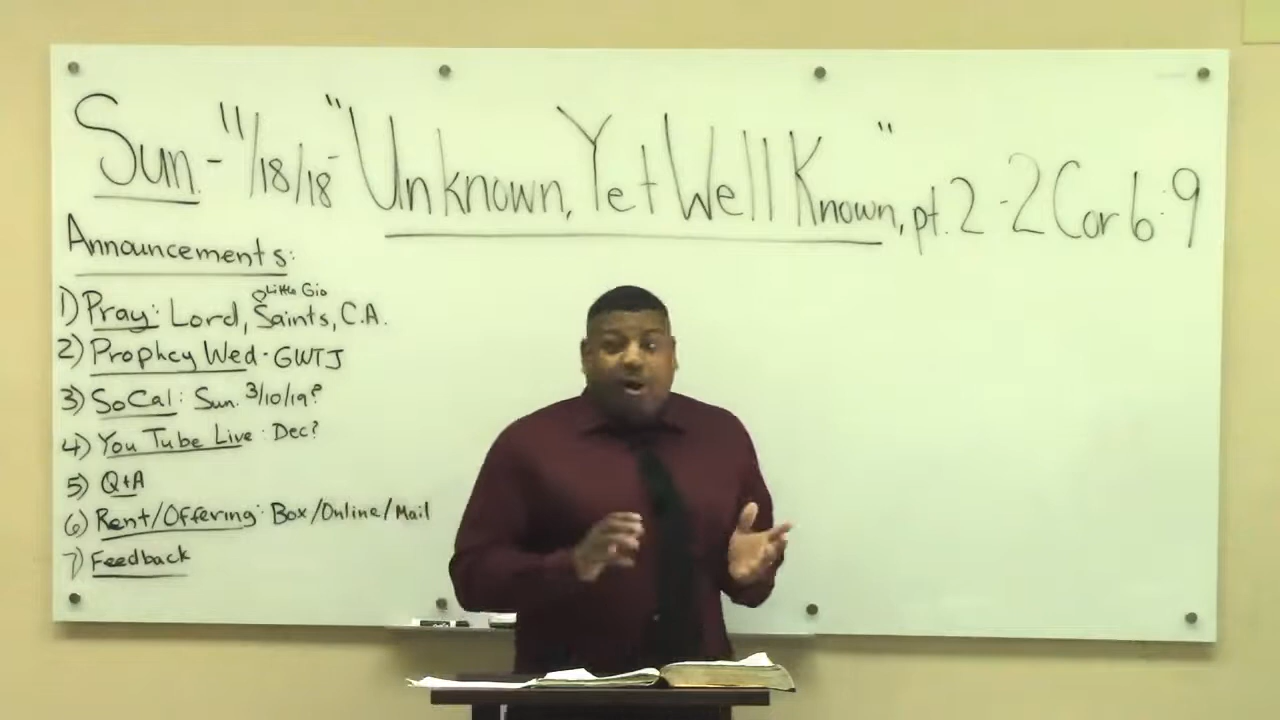 Sun. - 11/18/18 - "Unknown, Yet Well Known," pt. 2 - 2 Cor 6:9
Announcements:
Little Gio
1) Pray: Lord, Saints, C.A.
2) Prophcy Wed - GWTJ
3) SoCal: Sun. 3/10/19?
4) You Tube Live: Dec?
5) Q+A
6) Rent/Offering: Box/Online/Mail
7) Feedback